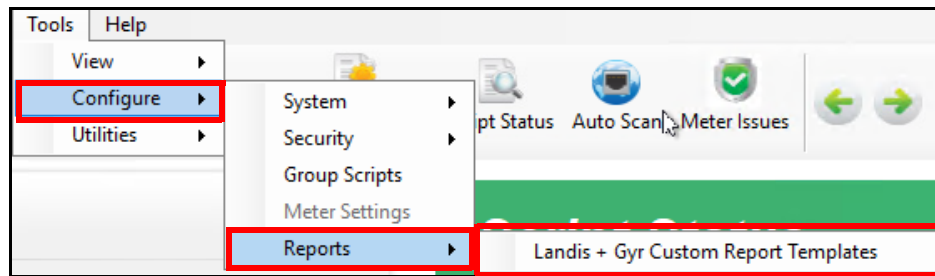 Tools Help
View
Configure
Utilities
System
Security
Group Scripts
Meter Settings
Reports
Landis + Gyr Custom Report Templates
ipt Status Auto Scan Meter Issues